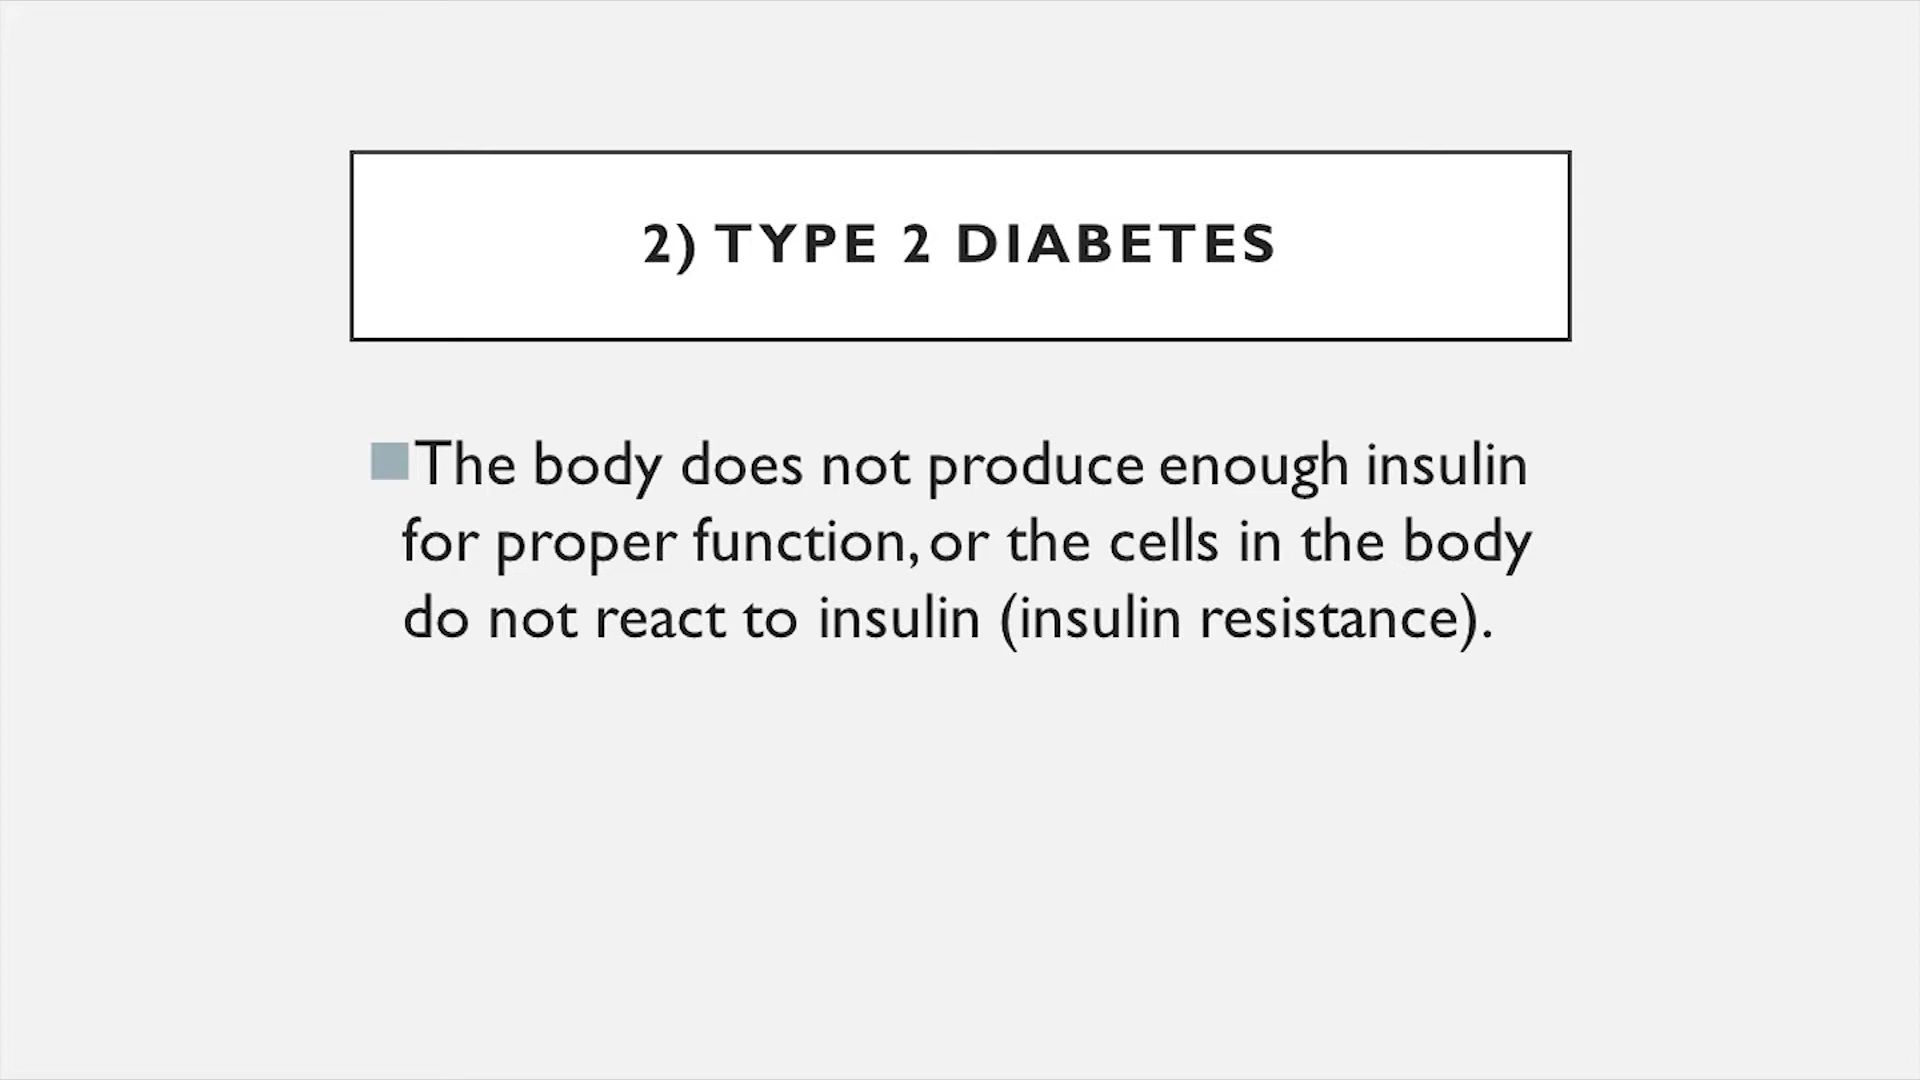 2) TYPE 2 DIABETES
The body does not produce enough insulin
for proper function, or the cells in the body
do not react to insulin (insulin resistance).